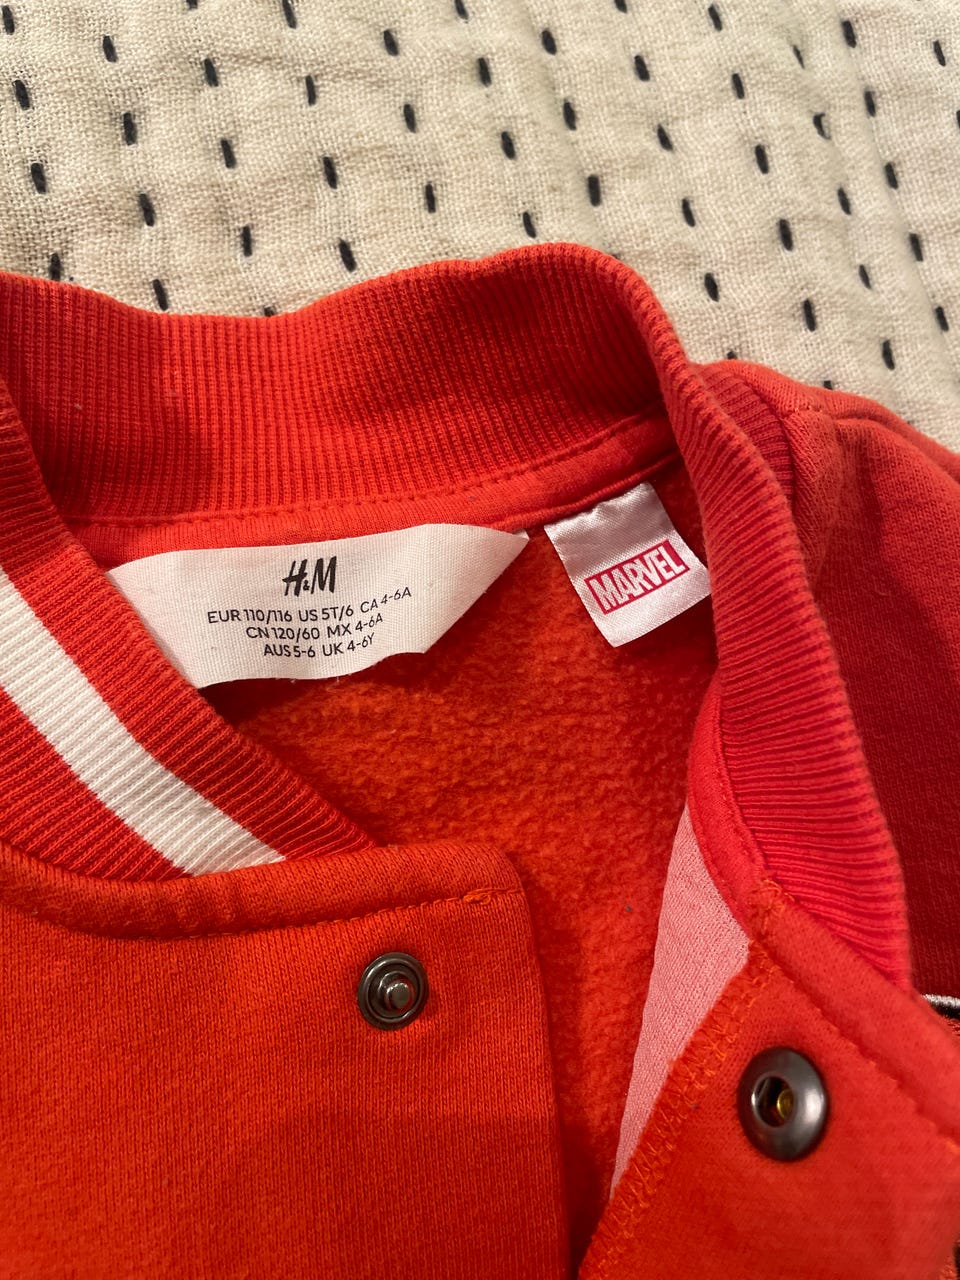 H&M
EUR 110/116 US 5T/6 CA 4-6A
CN 120/60 MX 4-6A
AUS 5-6 UK 4-6Y
MARVEL